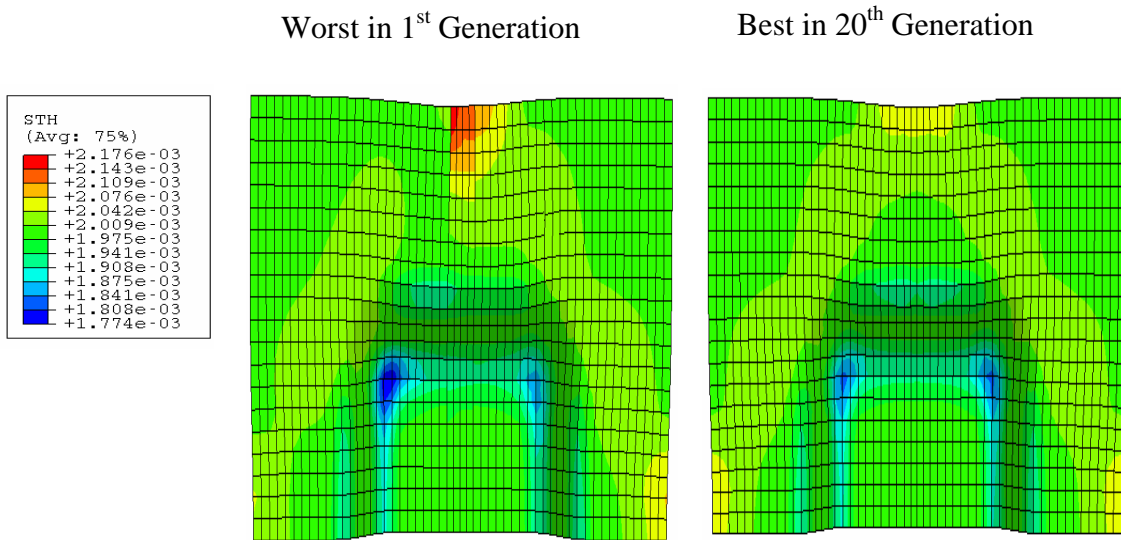 Worst in 1st Generation
Best in 20th Generation
STH
(Avg: 75%)
+2.176e-03
+2.143e-03
+2.109e-03
+2.076e-03
+2.042e-03
+2.009e-03
+1.975e-03
+1.941e-03
+1.908e-03
+1.875e-03
+1.841e-03
+1.808e-03
+1.774e-03